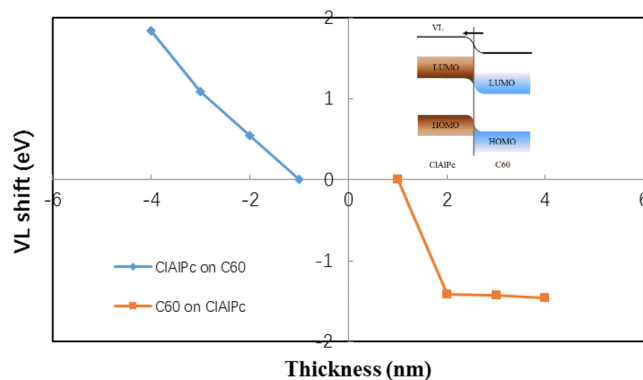 2
VL
LUMO
LUMO
1
HOMO
HOMO
ClAlPc C60
VL shift (eV)
0
-6 -4 -2 0 2 4 6
ClAlPc on C60
-1
C60 on ClAlPc
-2
Thickness (nm)